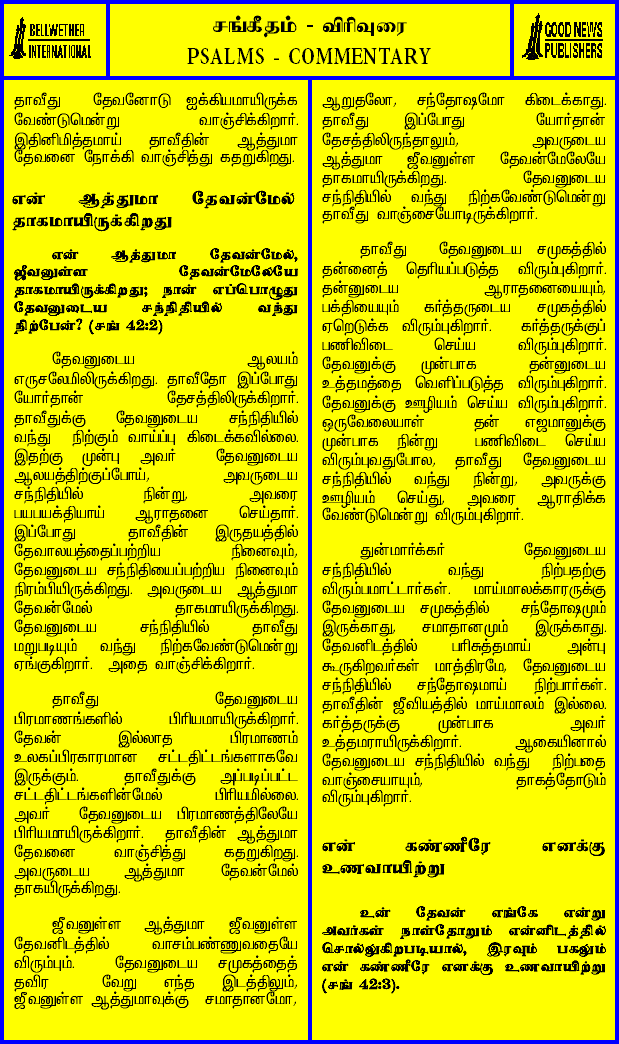 BELLWETHER
INTERNATIONAL
சங்கீதம் - விரிவுரை
PSALMS - COMMENTARY
GOOD NEWS
PUBLISHERS
தாவீது தேவனோடு ஐக்கியமாயிருக்க
வேண்டுமென்று வாஞ்சிக்கிறார்.
இதினிமித்தமாய் தாவீதின் ஆத்துமா
தேவனை நோக்கி வாஞ்சித்து கதறுகிறது.
என் ஆத்துமா தேவன்மேல்
தாகமாயிருக்கிறது
என் ஆத்துமா தேவன்மேல்,
ஜீவனுள்ள தேவன்மேலேயே
தாகமாயிருக்கிறது; நான் எப்பொழுது
தேவனுடைய சந்நிதியில் வந்து
நிற்பேன்? (சங் 42:2)
தேவனுடைய ஆலயம்
எருசலேமிலிருக்கிறது. தாவீதோ இப்போது
யோர்தான் தேசத்திலிருக்கிறார்.
தாவீதுக்கு தேவனுடைய சந்நிதியில்
வந்து நிற்கும் வாய்ப்பு கிடைக்கவில்லை.
இதற்கு முன்பு அவர் தேவனுடைய
ஆலயத்திற்குப்போய், அவருடைய
சந்நிதியில் நின்று, அவரை
பயபக்தியாய் ஆராதனை செய்தார்.
இப்போது தாவீதின் இருதயத்தில்
தேவாலயத்தைப்பற்றிய நினைவும்,
தேவனுடைய சந்நிதியைப்பற்றிய நினைவும்
நிரம்பியிருக்கிறது. அவருடைய ஆத்துமா
தேவன்மேல் தாகமாயிருக்கிறது.
தேவனுடைய சந்நிதியில் தாவீது
மறுபடியும் வந்து நிற்கவேண்டுமென்று
ஏங்குகிறார். அதை வாஞ்சிக்கிறார்.
தாவீது தேவனுடைய
பிரமாணங்களில் பிரியமாயிருக்கிறார்.
தேவன் இல்லாத பிரமாணம்
உலகப்பிரகாரமான சட்டதிட்டங்களாகவே
இருக்கும். தாவீதுக்கு அப்படிப்பட்ட
சட்டதிட்டங்களின்மேல் பிரியமில்லை.
அவர் தேவனுடைய பிரமாணத்திலேயே
பிரியமாயிருக்கிறார். தாவீதின் ஆத்துமா
தேவனை வாஞ்சித்து கதறுகிறது.
அவருடைய ஆத்துமா தேவன்மேல்
தாகயிருக்கிறது.
ஜீவனுள்ள ஆத்துமா ஜீவனுள்ள
தேவனிடத்தில் வாசம்பண்ணுவதையே
விரும்பும். தேவனுடைய சமுகத்தைத்
தவிர வேறு எந்த இடத்திலும்,
ஜீவனுள்ள ஆத்துமாவுக்கு சமாதானமோ,
ஆறுதலோ, சந்தோஷமோ கிடைக்காது.
தாவீது இப்போது யோர்தான்
தேசத்திலிருந்தாலும், அவருடைய
ஆத்துமா ஜீவனுள்ள தேவன்மேலேயே
தாகமாயிருக்கிறது. தேவனுடைய
சந்நிதியில் வந்து நிற்கவேண்டுமென்று
தாவீது வாஞ்சையோடிருக்கிறார்.
தாவீது தேவனுடைய சமுகத்தில்
தன்னைத் தெரியப்படுத்த விரும்புகிறார்.
தன்னுடைய ஆராதனையையும்,
பக்தியையும் கர்த்தருடைய சமுகத்தில்
ஏறெடுக்க விரும்புகிறார். கர்த்தருக்குப்
பணிவிடை செய்ய விரும்புகிறார்.
தேவனுக்கு முன்பாக தன்னுடைய
உத்தமத்தை வெளிப்படுத்த விரும்புகிறார்.
தேவனுக்கு ஊழியம் செய்ய விரும்புகிறார்.
ஒருவேலையாள் தன் எஜமானுக்கு
முன்பாக நின்று பணிவிடை செய்ய
விரும்புவதுபோல, தாவீது தேவனுடைய
சந்நிதியில் வந்து நின்று, அவருக்கு
ஊழியம் செய்து, அவரை ஆராதிக்க
வேண்டுமென்று விரும்புகிறார்.
துன்மார்க்கர் தேவனுடைய
சந்நிதியில் வந்து நிற்பதற்கு
விரும்பமாட்டார்கள். மாய்மாலக்காரருக்கு
தேவனுடைய சமுகத்தில் சந்தோஷமும்
இருக்காது, சமாதானமும் இருக்காது.
தேவனிடத்தில் பரிசுத்தமாய் அன்பு
கூருகிறவர்கள் மாத்திரமே, தேவனுடைய
சந்நிதியில் சந்தோஷமாய் நிற்பார்கள்.
தாவீதின் ஜீவியத்தில் மாய்மாலம் இல்லை.
கர்த்தருக்கு முன்பாக அவர்
உத்தமராயிருக்கிறார். ஆகையினால்
தேவனுடைய சந்நிதியில் வந்து நிற்பதை
வாஞ்சையாயும், தாகத்தோடும்
விரும்புகிறார்.
என் கண்ணீரே எனக்கு
உணவாயிற்று
உன் தேவன் எங்கே என்று
அவர்கள் நாள்தோறும் என்னிடத்தில்
சொல்லுகிறபடியால், இரவும் பகலும்
என் கண்ணீரே எனக்கு உணவாயிற்று
(சங் 42:3).